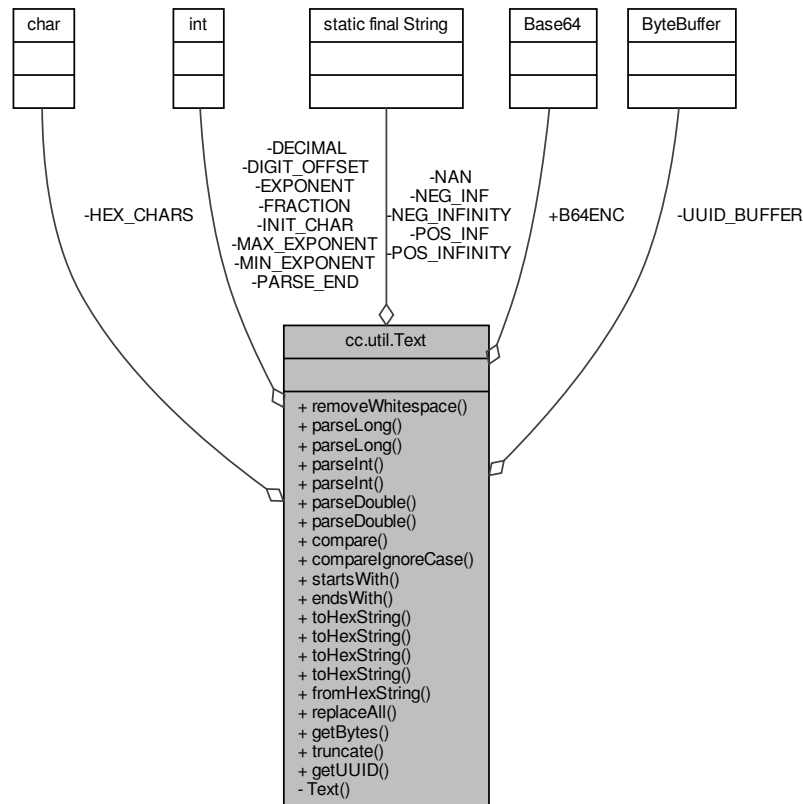 char
int
static final String
Base64
ByteBuffer
-HEX_CHARS
-DECIMAL
-DIGIT_OFFSET
-EXPONENT
-FRACTION
-INIT_CHAR
-MAX_EXPONENT
-MIN_EXPONENT
-PARSE_END
-NAN
-NEG_INF
-NEG_INFINITY
-POS_INF
-POS_INFINITY
+B64ENC
-UUID_BUFFER
cc.util.Text
+ removeWhitespace()
+ parseLong()
+ parseLong()
+ parseInt()
+ parseInt()
+ parseDouble()
+ parseDouble()
+ compare()
+ compareIgnoreCase()
+ startsWith()
+ endsWith()
+ toHexString()
+ toHexString()
+ toHexString()
+ toHexString()
+ fromHexString()
+ replaceAll()
+ getBytes()
+ truncate()
+ getUUID()
- Text()